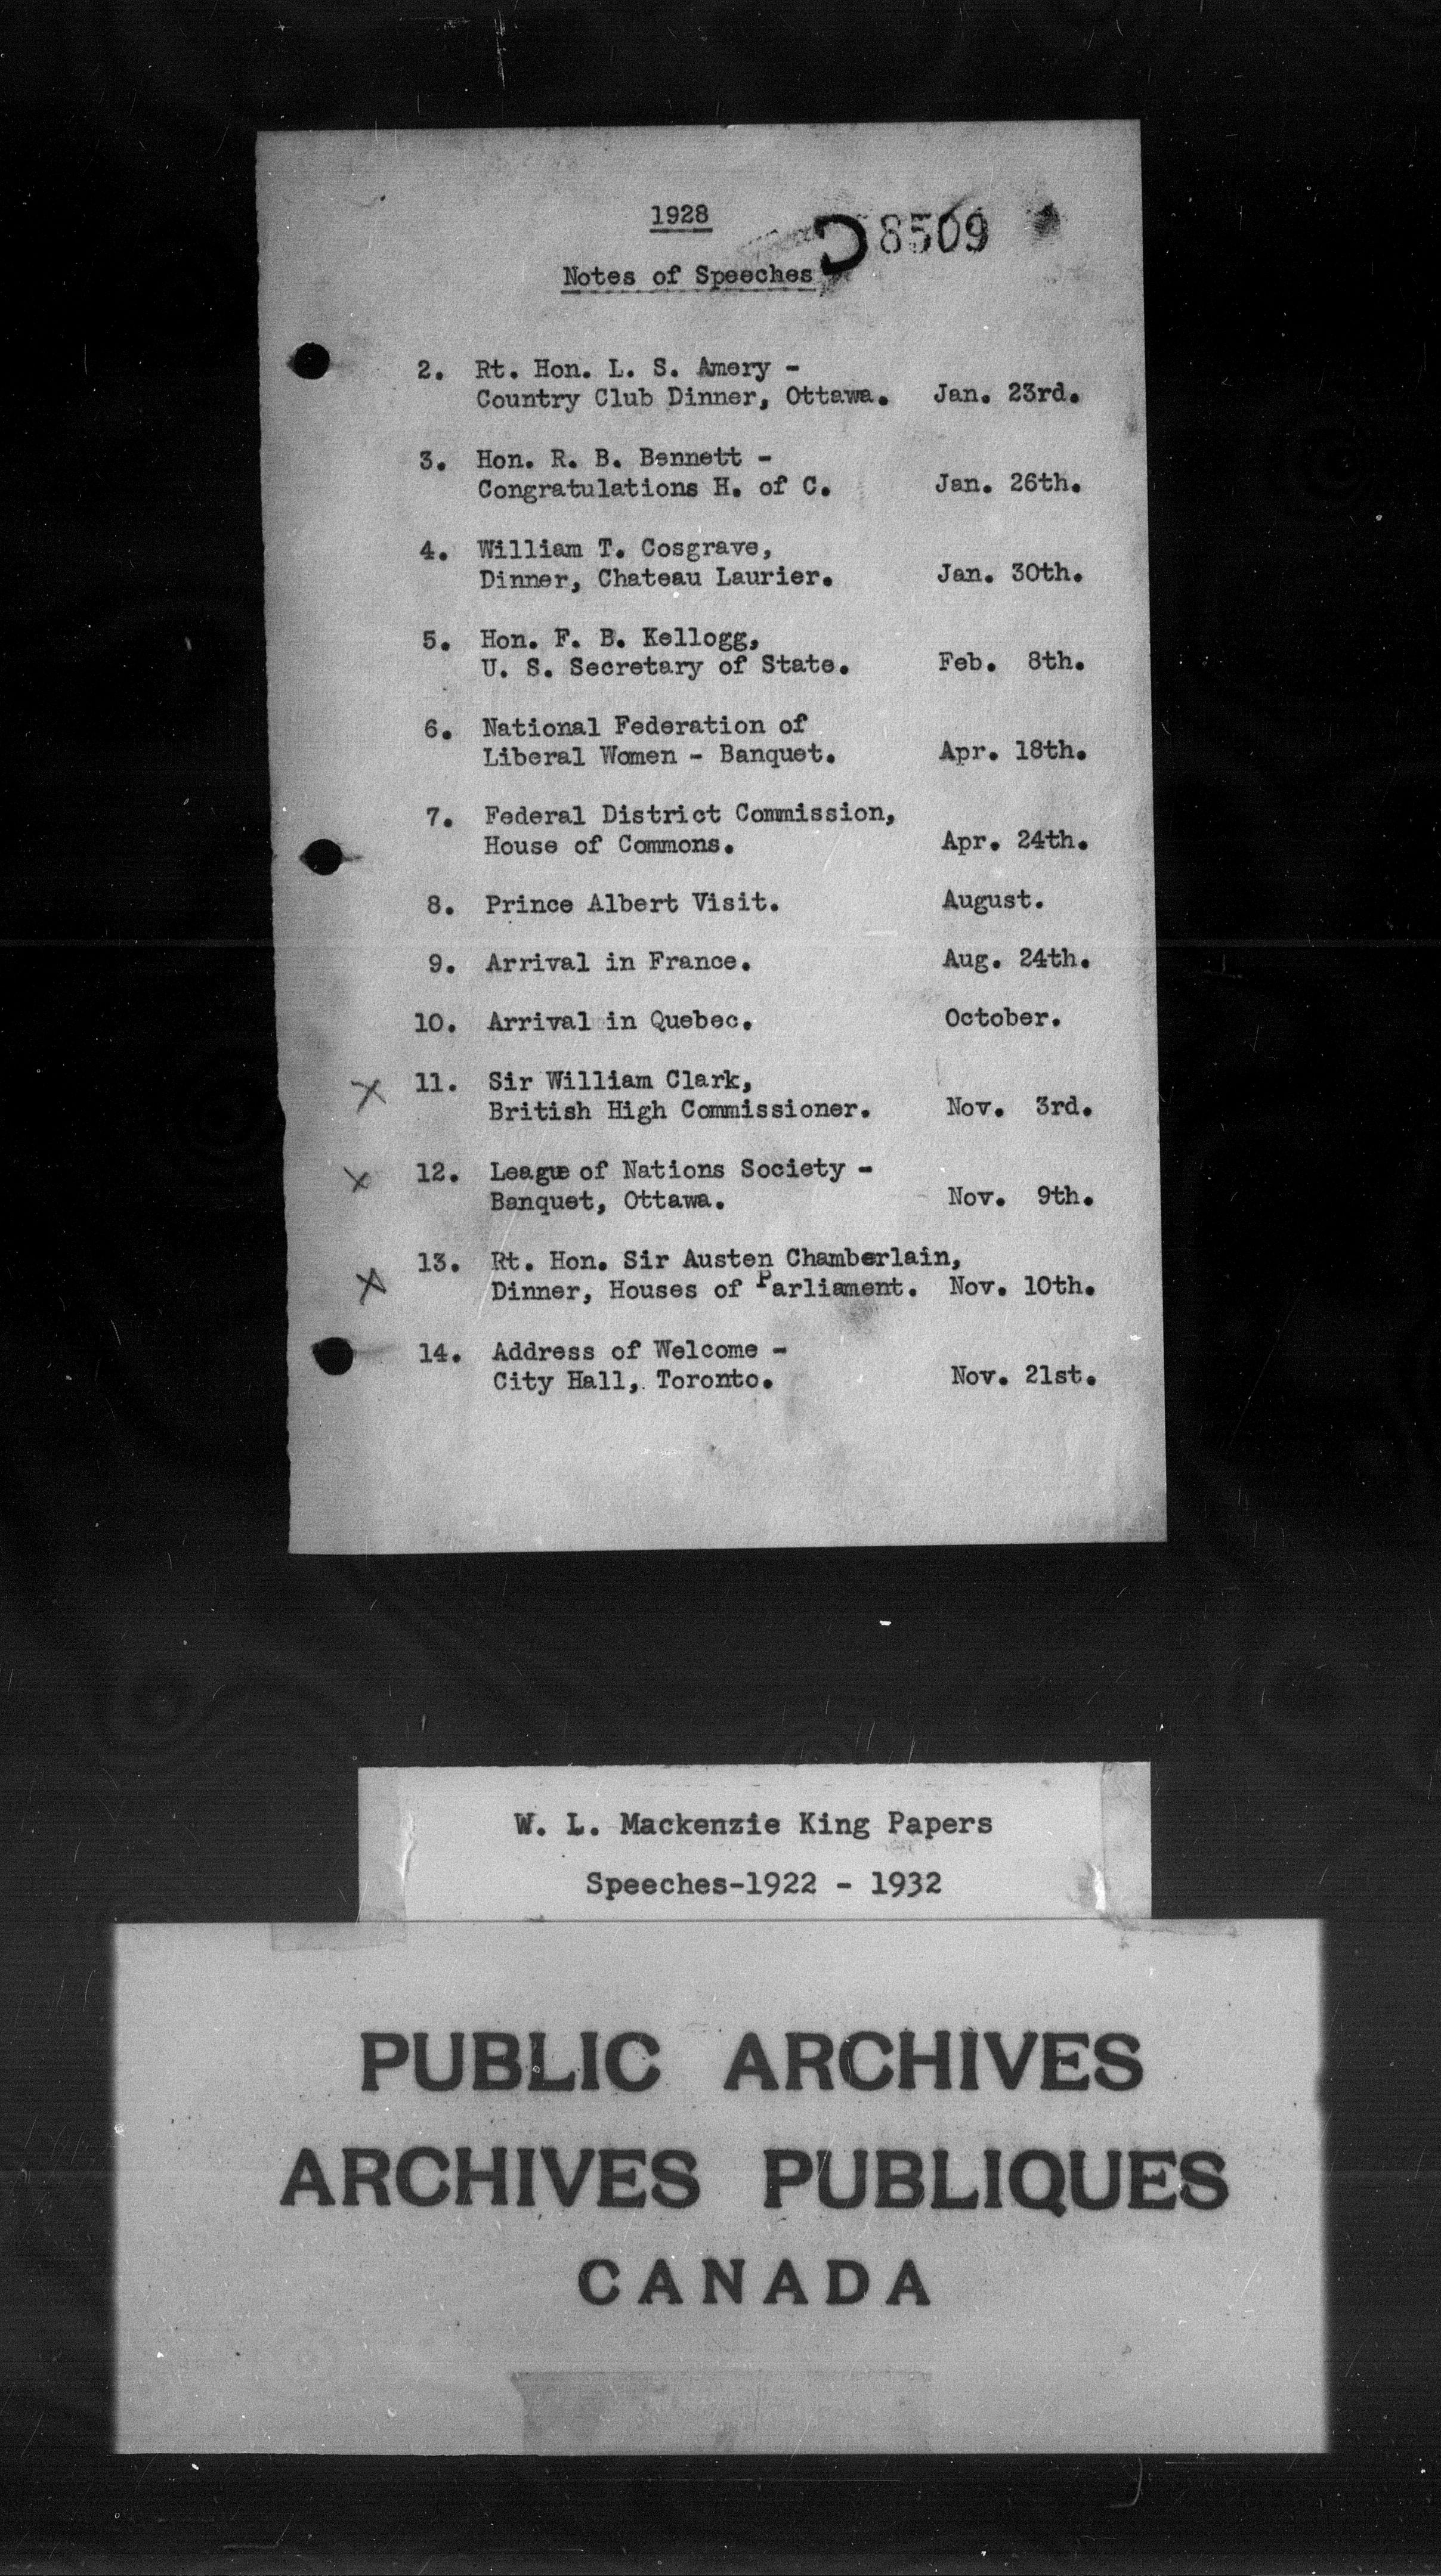 1928
D 8509
Notes of Speeches
2. Rt. Hon. L. S. Amery -
Country Club Dinner, Ottawa. Jan. 23rd.
3. Hon. R. B. Bennett -
Congratulations H. of C. Jan. 26th.
4. William T. Cosgrave,
Dinner, Chateau Laurier. Jan. 30th.
5. Hon. F. B. Kellogg,
U. S. Secretary of State. Feb. 8th.
6. National Federation of
Liberal Women - Banquet. Apr. 18th.
7. Federal District Commission,
House of Commons. Apr. 24th.
8. Prince Albert Visit. August.
9. Arrival in France. Aug. 24th.
10. Arrival in Quebec. October.
X 11. Sir William Clark,
British High Commissioner. Nov. 3rd.
X 12. League of Nations Society -
Banquet, Ottawa. Nov. 9th.
X 13. Rt. Hon. Sir Austen Chamberlain,
Dinner, Houses of Parliament. Nov. 10th.
14. Address of Welcome -
City Hall, Toronto. Nov. 21st.
W. L. Mackenzie King Papers
Speeches-1922 - 1932
PUBLIC ARCHIVES
ARCHIVES PUBLIQUES
CANADA